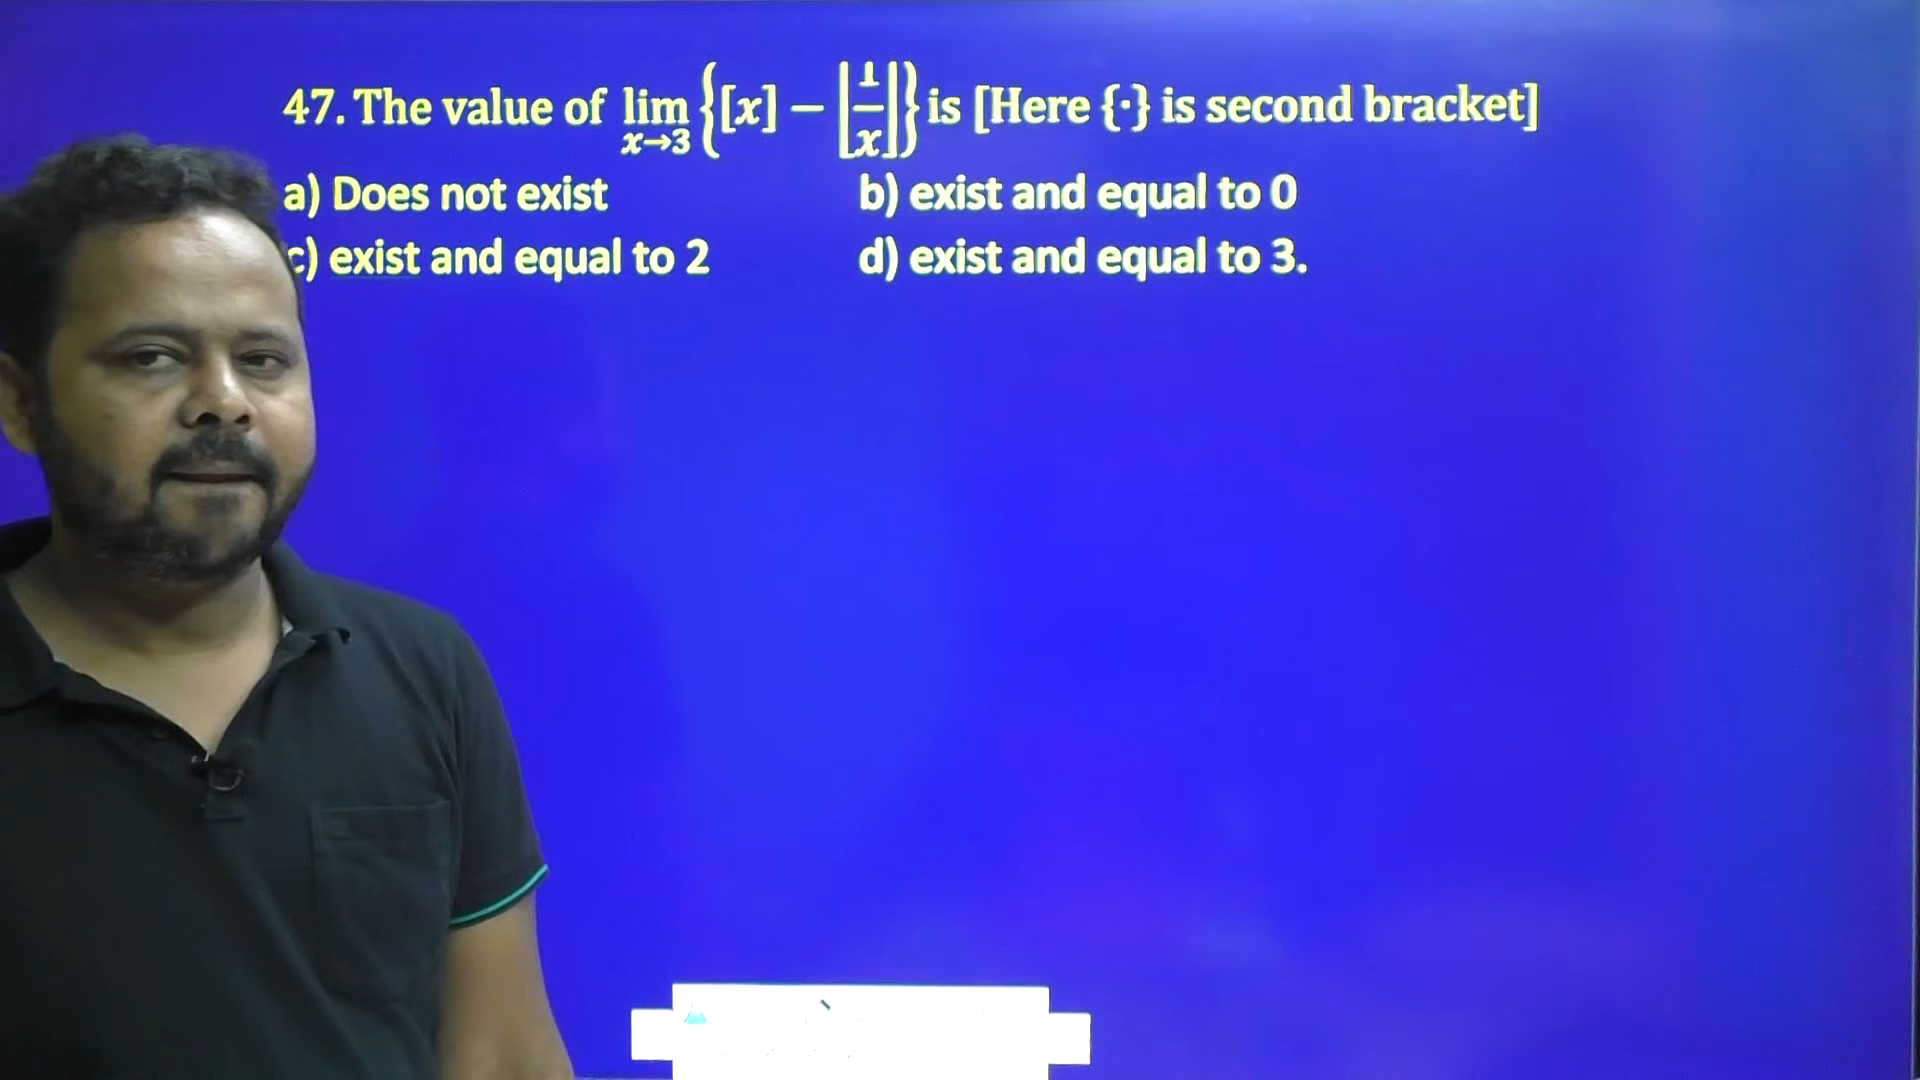 47. The value of lim x→3 {[x] − ⌊1/x⌋} is [Here {·} is second bracket]
a) Does not exist b) exist and equal to 0
c) exist and equal to 2 d) exist and equal to 3.